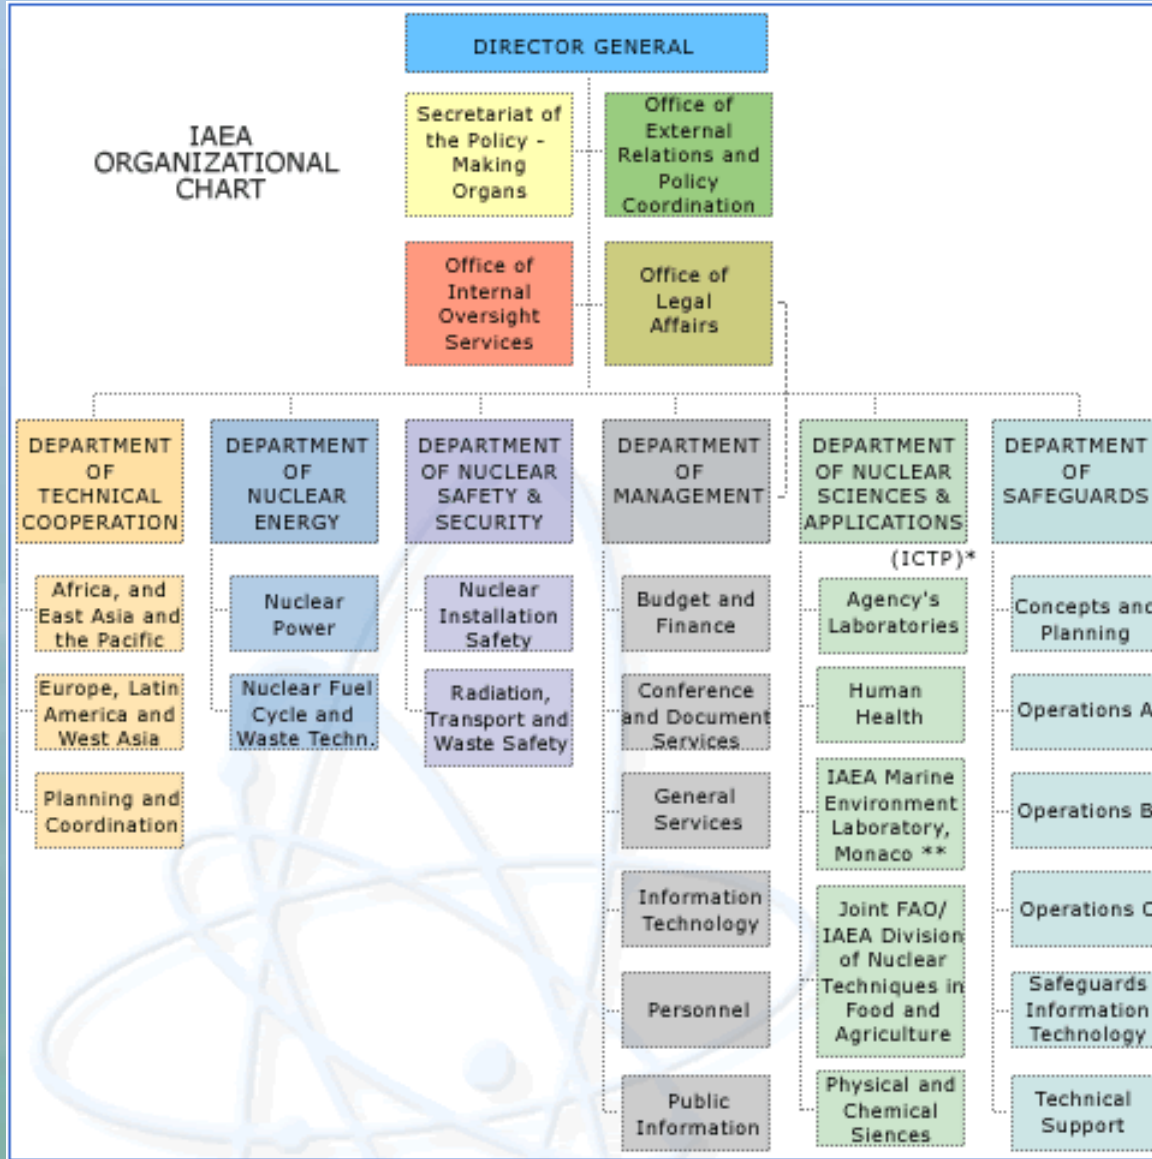 DIRECTOR GENERAL
IAEA
ORGANIZATIONAL
CHART
Secretariat of
the Policy -
Making
Organs
Office of
External
Relations and
Policy
Coordination
Office of
Internal
Oversight
Services
Office of
Legal
Affairs
DEPARTMENT
OF
TECHNICAL
COOPERATION
Africa, and
East Asia and
the Pacific
Europe, Latin
America and
West Asia
Planning and
Coordination
DEPARTMENT
OF
NUCLEAR
ENERGY
Nuclear
Power
Nuclear Fuel
Cycle and
Waste Techn.
DEPARTMENT
OF NUCLEAR
SAFETY &
SECURITY
Nuclear
Installation
Safety
Radiation,
Transport and
Waste Safety
DEPARTMENT
OF
MANAGEMENT
Budget and
Finance
Conference
and Document
Services
General
Services
Information
Technology
Personnel
Public
Information
DEPARTMENT
OF NUCLEAR
SCIENCES &
APPLICATIONS
(ICTP)*
Agency's
Laboratories
Human
Health
IAEA Marine
Environment
Laboratory,
Monaco **
Joint FAO/
IAEA Division
of Nuclear
Techniques in
Food and
Agriculture
Physical and
Chemical
Siences
DEPARTMENT
OF
SAFEGUARDS
Concepts and
Planning
Operations A
Operations B
Operations C
Safeguards
Information
Technology
Technical
Support